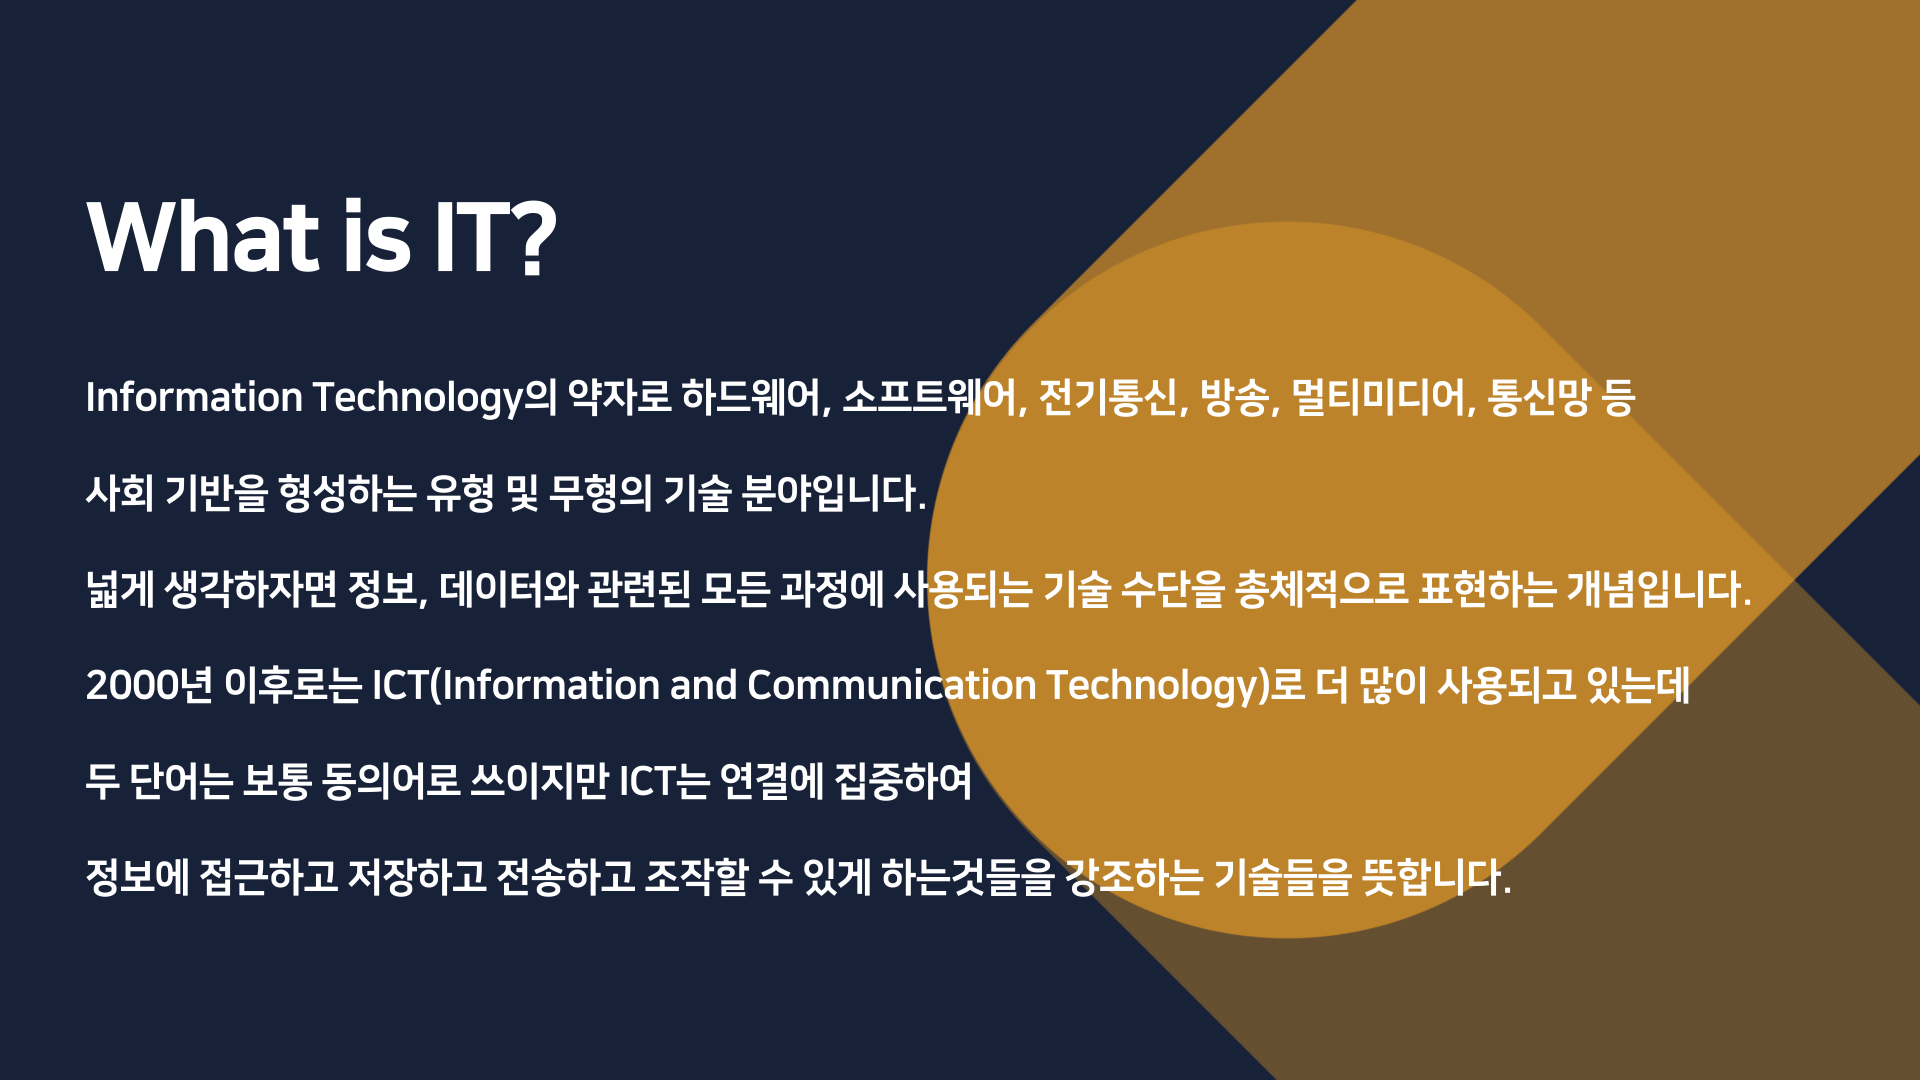 What is IT?
Information Technology의 약자로 하드웨어, 소프트웨어, 전기통신, 방송, 멀티미디어, 통신망 등
사회 기반을 형성하는 유형 및 무형의 기술 분야입니다.
넓게 생각하자면 정보, 데이터와 관련된 모든 과정에 사용되는 기술 수단을 총체적으로 표현하는 개념입니다.
2000년 이후로는 ICT(Information and Communication Technology)로 더 많이 사용되고 있는데
두 단어는 보통 동의어로 쓰이지만 ICT는 연결에 집중하여
정보에 접근하고 저장하고 전송하고 조작할 수 있게 하는것들을 강조하는 기술들을 뜻합니다.